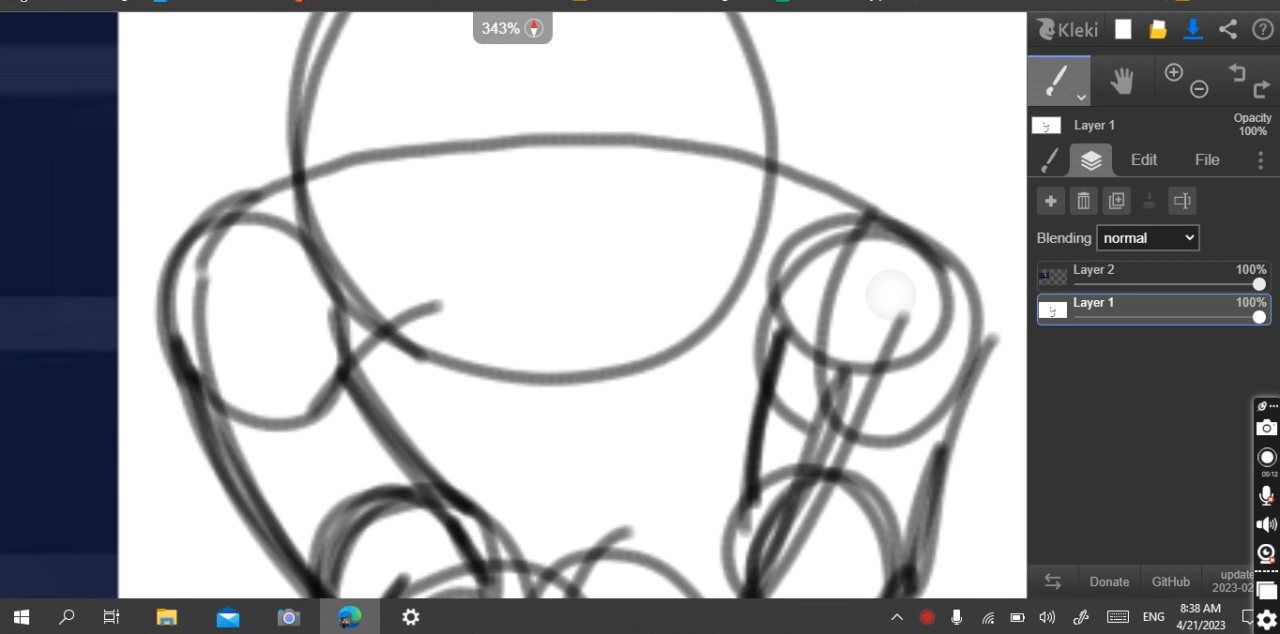 343%
Kleki
Layer 1
Opacity
100%
Edit
File
Blending
normal
Layer 2
100%
Layer 1
100%
Donate
GitHub
update
2023-02
ENG
8:38 AM
4/21/2023